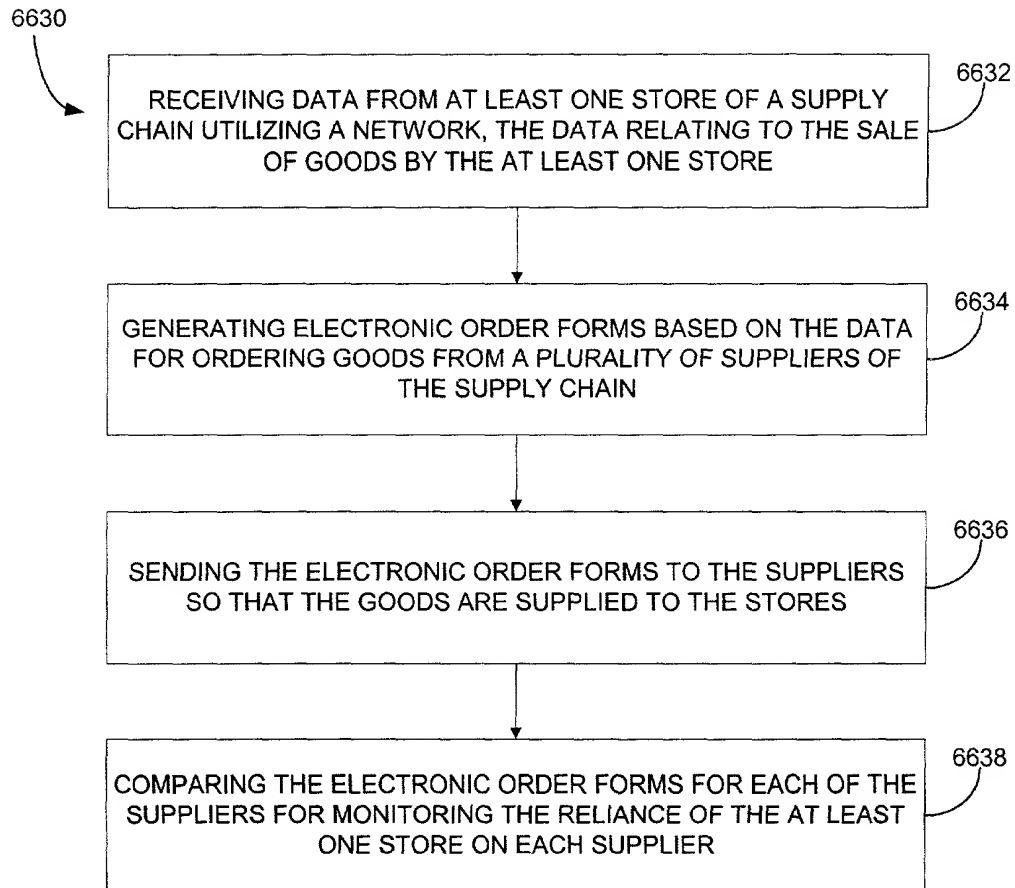 6630
RECEIVING DATA FROM AT LEAST ONE STORE OF A SUPPLY
CHAIN UTILIZING A NETWORK, THE DATA RELATING TO THE SALE
OF GOODS BY THE AT LEAST ONE STORE
6632
GENERATING ELECTRONIC ORDER FORMS BASED ON THE DATA
FOR ORDERING GOODS FROM A PLURALITY OF SUPPLIERS OF
THE SUPPLY CHAIN
6634
SENDING THE ELECTRONIC ORDER FORMS TO THE SUPPLIERS
SO THAT THE GOODS ARE SUPPLIED TO THE STORES
6636
COMPARING THE ELECTRONIC ORDER FORMS FOR EACH OF THE
SUPPLIERS FOR MONITORING THE RELIANCE OF THE AT LEAST
ONE STORE ON EACH SUPPLIER
6638